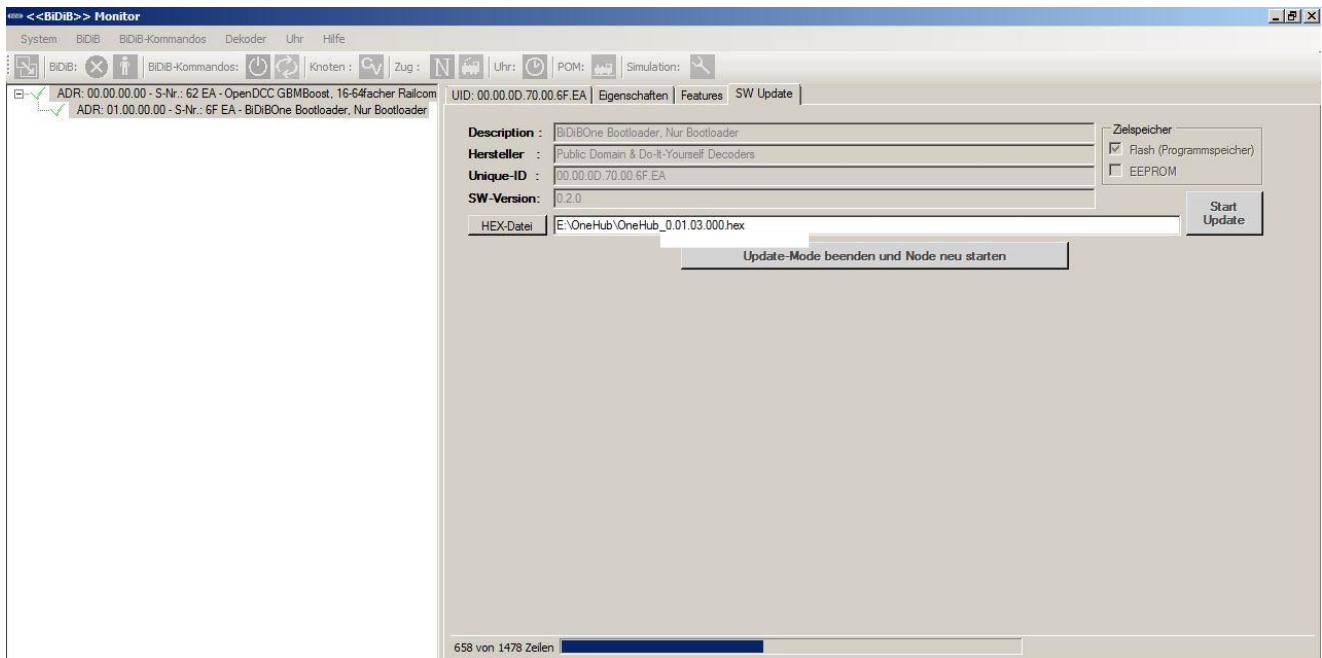 <<BiDiB>> Monitor
System BiDiB BiDiB-Kommandos Dekoder Uhr Hilfe
BiDiB: BiDiB-Kommandos: Knoten : CV Zug : N Uhr: POM: Simulation:
ADR: 00.00.00.00 - S-Nr.: 62 EA - OpenDCC GBMBoost, 16-64facher Railcom
ADR: 01.00.00.00 - S-Nr.: 6F EA - BiDiBOne Bootloader, Nur Bootloader
UID: 00.00.0D.70.00.6F.EA Eigenschaften Features SW Update
Description : BiDiBOne Bootloader, Nur Bootloader
Hersteller : Public Domain & Do-It-Yourself Decoders
Unique-ID : 00.00.0D.70.00.6F.EA
SW-Version: 0.2.0
HEX-Datei E:\OneHub\OneHub_0.01.03.000.hex
Zielspeicher
Flash (Programmspeicher)
EEPROM
Start
Update
Update-Mode beenden und Node neu starten
658 von 1478 Zeilen